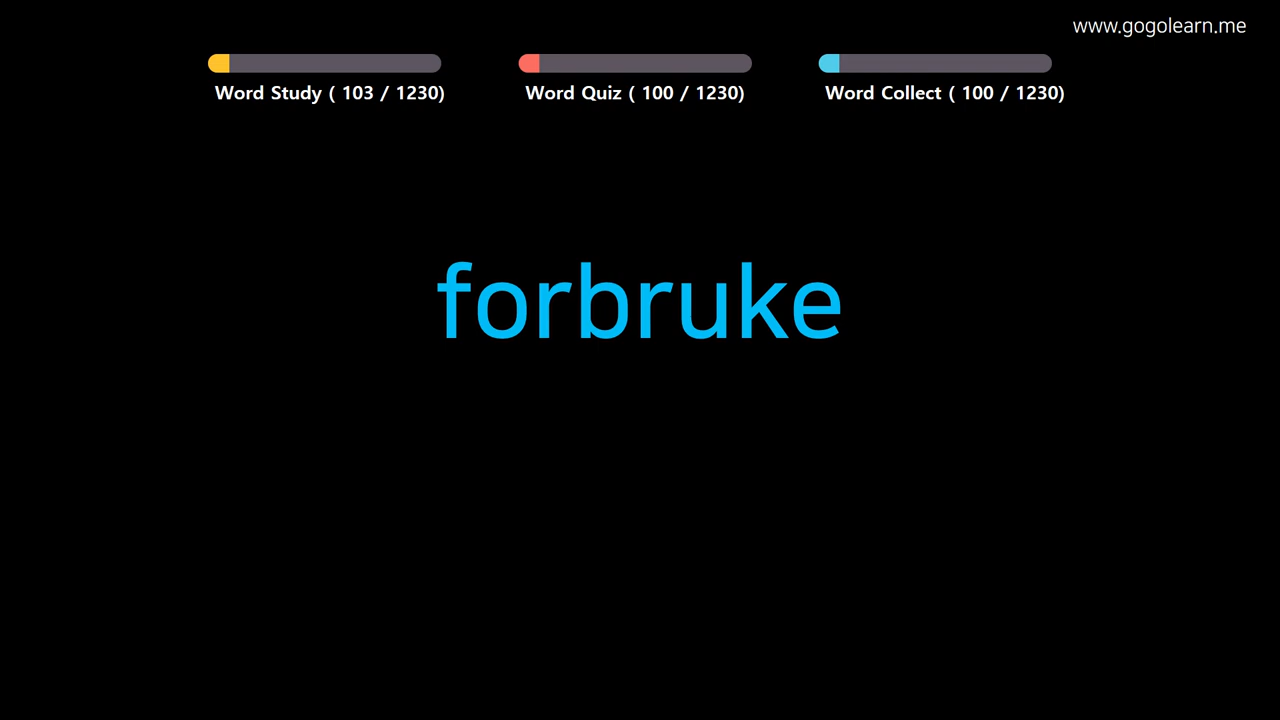 www.gogolearn.me
Word Study ( 103 / 1230)
Word Quiz ( 100 / 1230)
Word Collect ( 100 / 1230)
forbruke